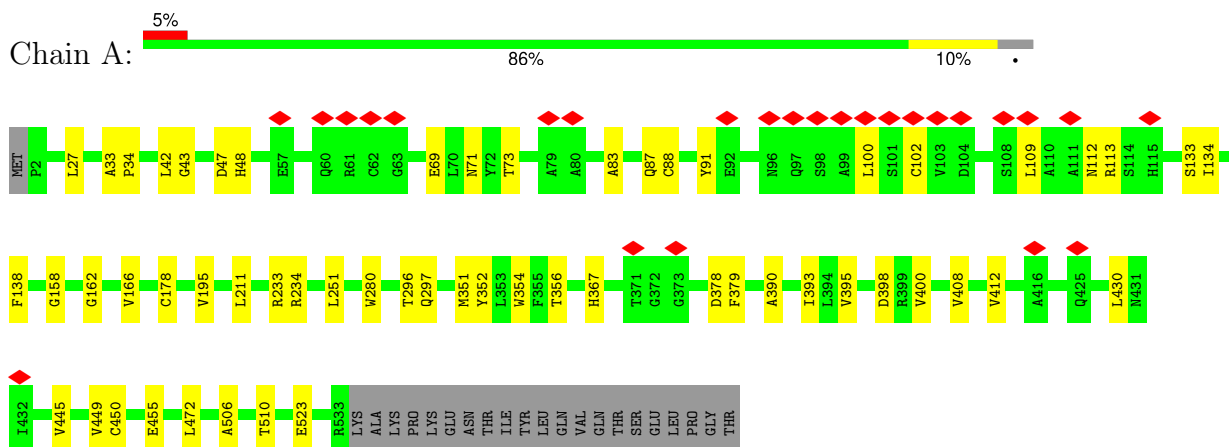 5%
Chain A:
86% 10% •
MET P2 L27 A33 P34 L42 G43 D47 H48 E57 Q60 R61 C62 G63 E69 L70 N71 Y72 T73 A79 A80 A83 Q87 C88 Y91 E92 N96 Q97 S98 A99 L100 S101 C102 V103 D104 S108 L109 A110 A111 N112 R113 S114 H115 S133 I134
F138 G158 G162 V166 C178 V195 L211 R233 R234 L251 W280 T296 Q297 M351 Y352 L353 W354 F355 T356 H367 T371 G372 G373 D378 F379 A390 I393 L394 V395 D398 R399 V400 V408 V412 A416 Q425 L430 N431
I432 V445 V449 C450 E455 L472 A506 T510 E523 R533 LYS ALA LYS PRO LYS GLU ASN THR ILE TYR LEU GLN VAL GLN THR SER GLU LEU PRO GLY THR